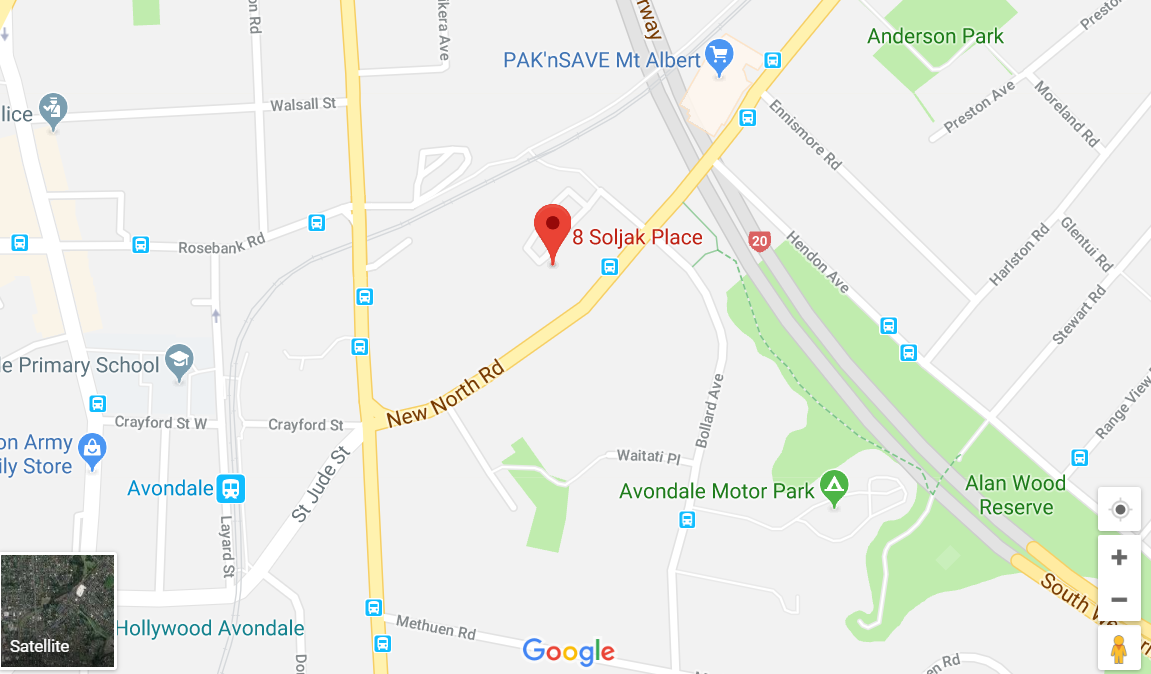 on Rd
ikera Ave
rway
Anderson Park
Presto
PAK'nSAVE Mt Albert
Walsall St
lice
Preston Ave
Moreland Rd
Ennismore Rd
Rosebank Rd
8 Soljak Place
20
Hendon Ave
Harlston Rd
Glentui Rd
Stewart Rd
le Primary School
New North Rd
Bollard Ave
Range View
Crayford St W
Crayford St
on Army
ily Store
Avondale
St Jude St
Waitati Pl
Avondale Motor Park
Alan Wood
Reserve
Layard St
South We
rn
Satellite
Hollywood Avondale
Methuen Rd
Google
Do
en Rd